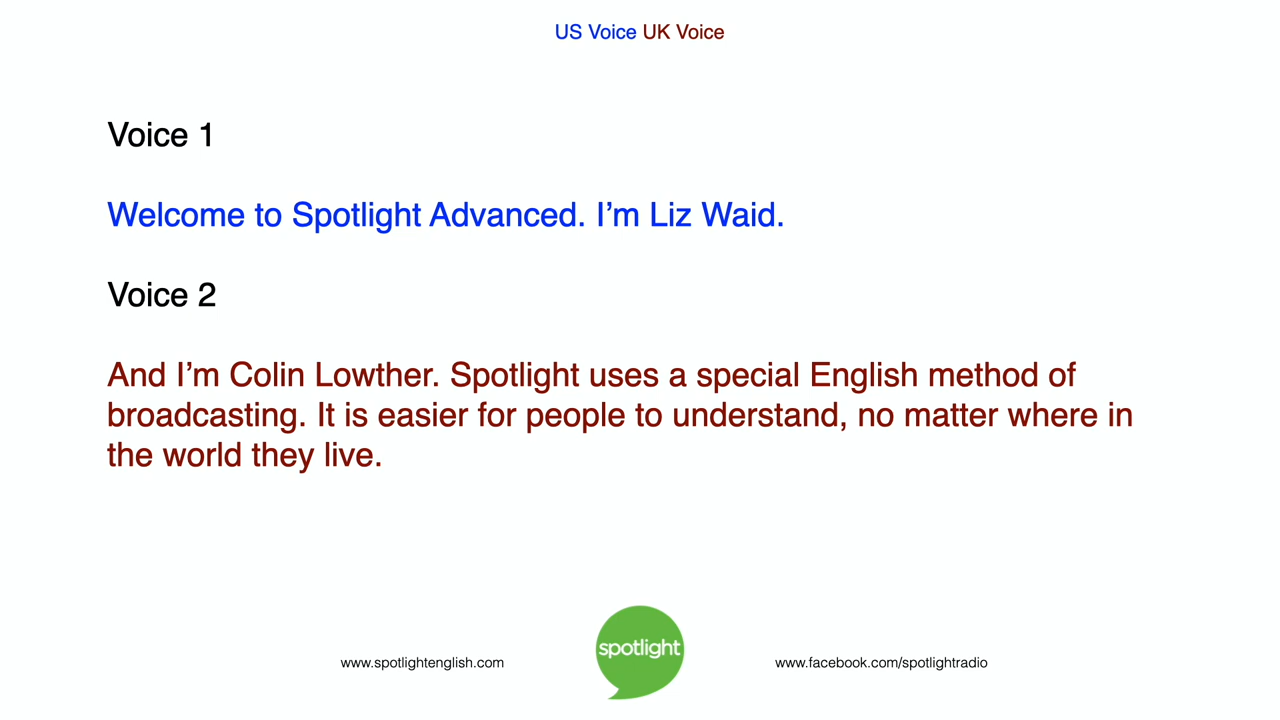 US Voice UK Voice
Voice 1
Welcome to Spotlight Advanced. I’m Liz Waid.
Voice 2
And I’m Colin Lowther. Spotlight uses a special English method of
broadcasting. It is easier for people to understand, no matter where in
the world they live.
spotlight
www.spotlightenglish.com
www.facebook.com/spotlightradio